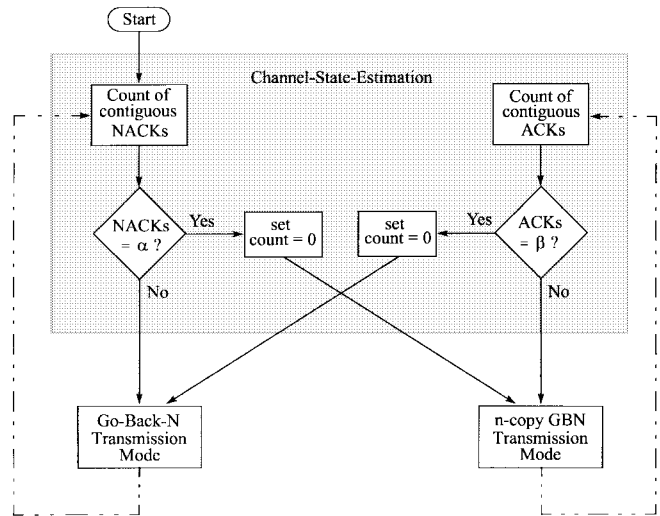 Start
Channel-State-Estimation
Count of
contiguous
NACKs
Count of
contiguous
ACKs
NACKs
= α ?
Yes
set
count = 0
set
count = 0
Yes
ACKs
= β ?
No
No
Go-Back-N
Transmission
Mode
n-copy GBN
Transmission
Mode